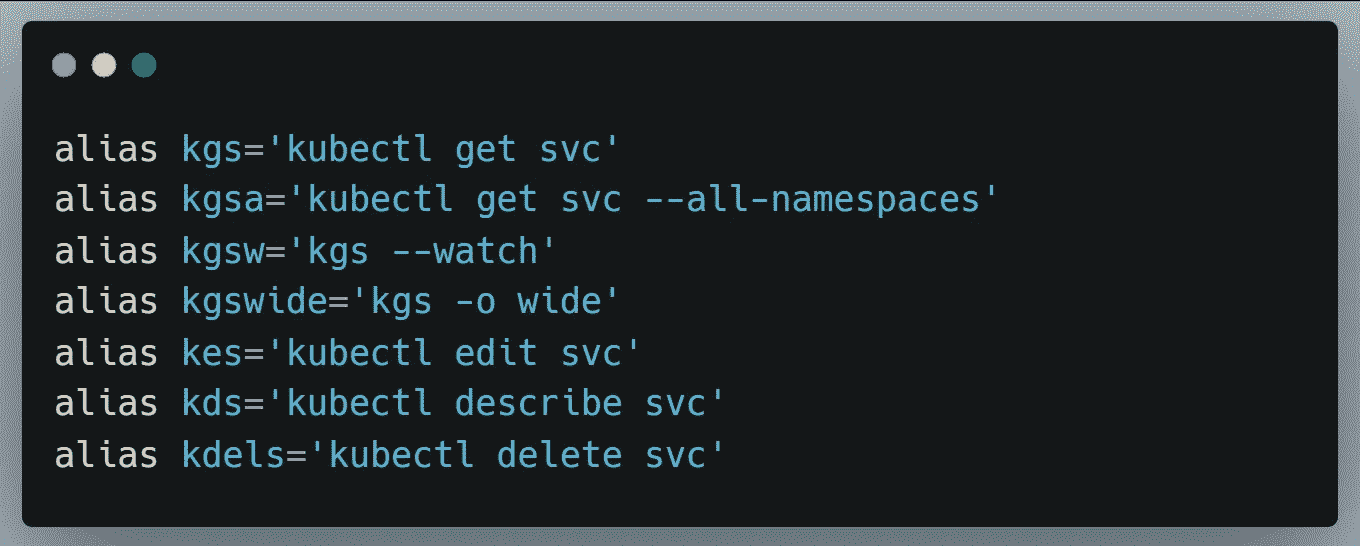 alias kgs='kubectl get svc'
alias kgsa='kubectl get svc --all-namespaces'
alias kgsw='kgs --watch'
alias kgswide='kgs -o wide'
alias kes='kubectl edit svc'
alias kds='kubectl describe svc'
alias kdels='kubectl delete svc'